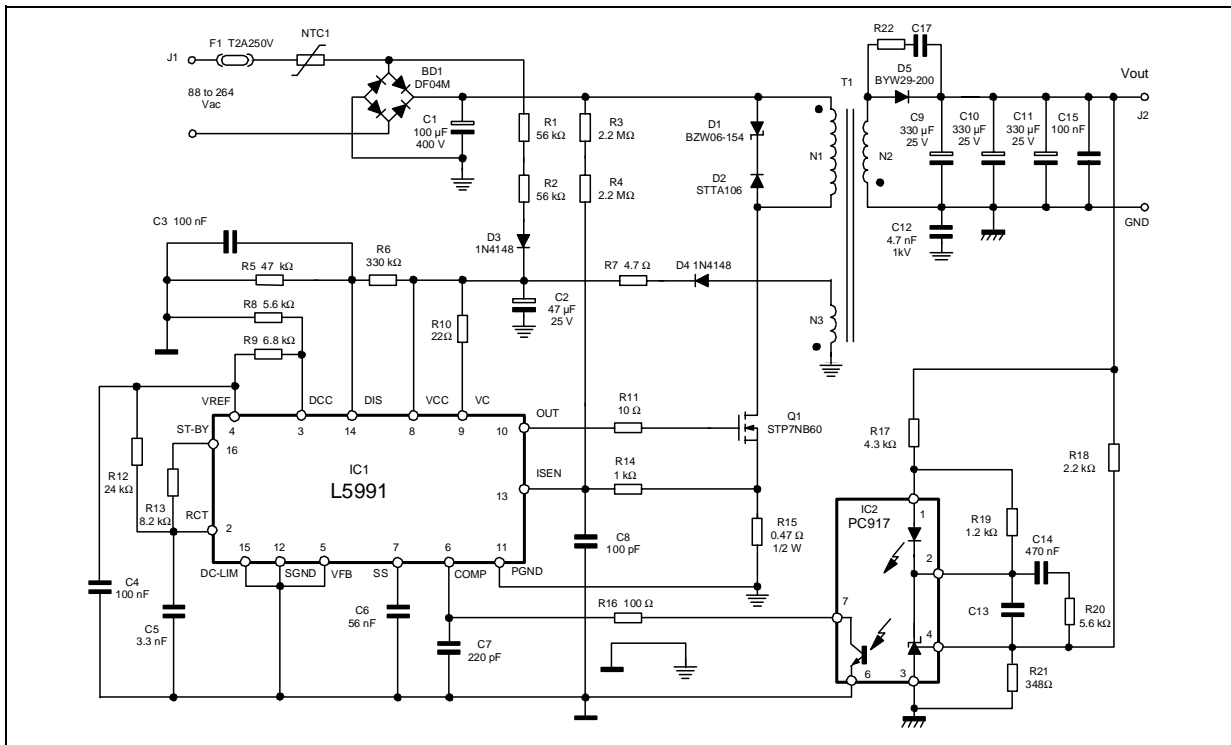 F1 T2A250V
NTC1
J1
88 to 264
Vac
BD1
DF04M
C1
100 µF
400 V
R1
56 kΩ
R3
2.2 MΩ
D1
BZW06-154
N1
T1
R22
C17
D5
BYW29-200
Vout
J2
C9
330 µF
25 V
C10
330 µF
25 V
C11
330 µF
25 V
C15
100 nF
N2
R2
56 kΩ
R4
2.2 MΩ
D2
STTA106
GND
C12
4.7 nF
1kV
C3 100 nF
D3
1N4148
R6
330 kΩ
R5 47 kΩ
R7 4.7 Ω
D4 1N4148
C2
47 µF
25 V
R8 5.6 kΩ
R10
22Ω
N3
R9 6.8 kΩ
VREF
DCC
DIS
VCC
VC
OUT
R11
10 Ω
Q1
STP7NB60
4
3
14
8
9
10
ST-BY
16
R12
24 kΩ
R13
8.2 kΩ
RCT
2
IC1
L5991
ISEN
13
R14
1 kΩ
R17
4.3 kΩ
R18
2.2 kΩ
R15
0.47 Ω
1/2 W
IC2
PC917
1
R19
1.2 kΩ
2
C14
470 nF
15
12
5
7
6
11
DC-LIM
SGND
VFB
SS
COMP
PGND
C8
100 pF
C4
100 nF
C5
3.3 nF
C6
56 nF
C7
220 pF
R16 100 Ω
7
C13
R20
5.6 kΩ
4
6
3
R21
348Ω